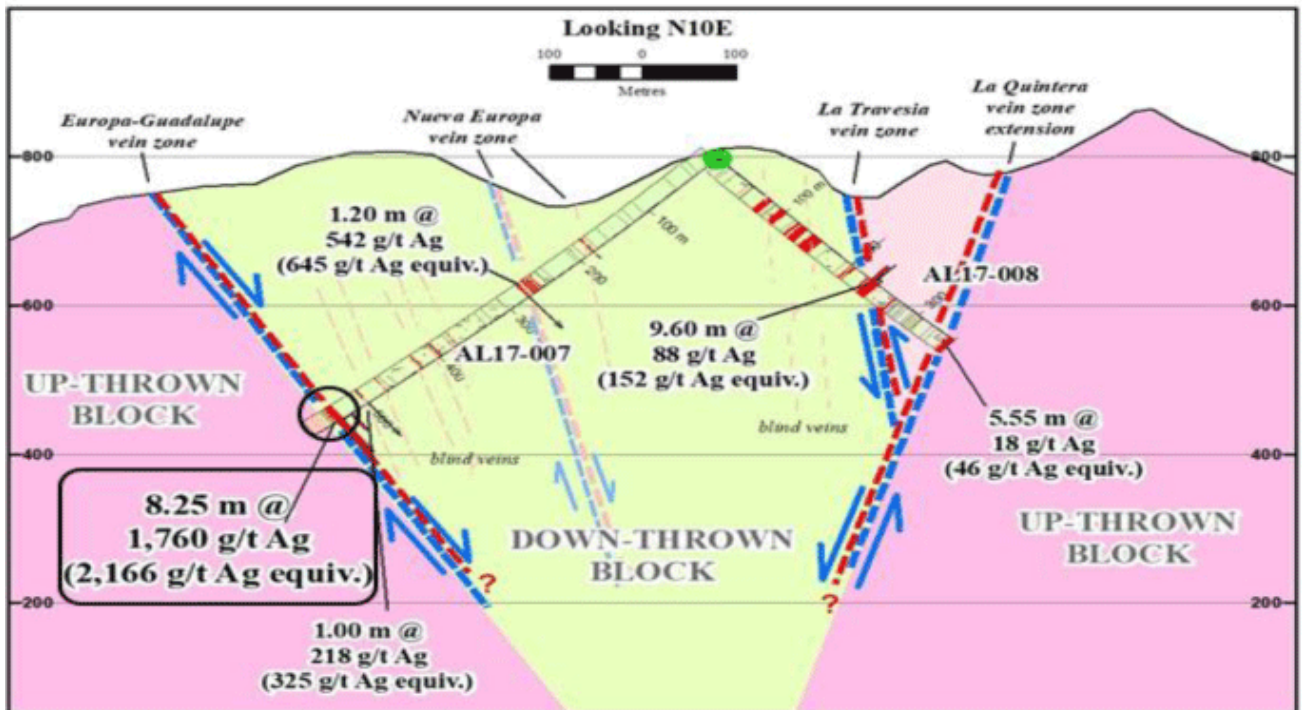 Looking N10E
100 0 100
Metres
Europa-Guadalupe
vein zone
Nueva Europa
vein zone
La Travesia
vein zone
La Quintera
vein zone
extension
800
800
1.20 m @
542 g/t Ag
(645 g/t Ag equiv.)
100 m
200
300
400
100 m
300
AL17-007
AL17-008
600
600
9.60 m @
88 g/t Ag
(152 g/t Ag equiv.)
UP-THROWN
BLOCK
blind veins
blind veins
5.55 m @
18 g/t Ag
(46 g/t Ag equiv.)
400
400
8.25 m @
1,760 g/t Ag
(2,166 g/t Ag equiv.)
DOWN-THROWN
BLOCK
UP-THROWN
BLOCK
?
?
200
200
1.00 m @
218 g/t Ag
(325 g/t Ag equiv.)